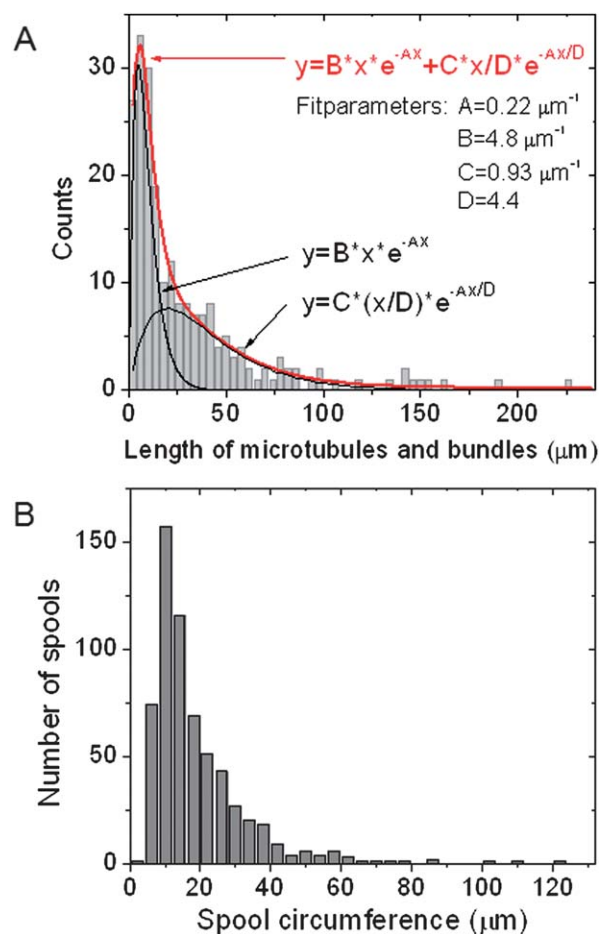 A
y=B*x*e^-AX+C*x/D*e^-AX/D
Fitparameters: A=0.22 µm⁻¹
B=4.8 µm⁻¹
C=0.93 µm⁻¹
D=4.4
y=B*x*e^-AX
y=C*(x/D)*e^-AX/D
Counts
30
20
10
0
0 50 100 150 200
Length of microtubules and bundles (µm)
B
Number of spools
150
100
50
0
0 20 40 60 80 100 120
Spool circumference (µm)